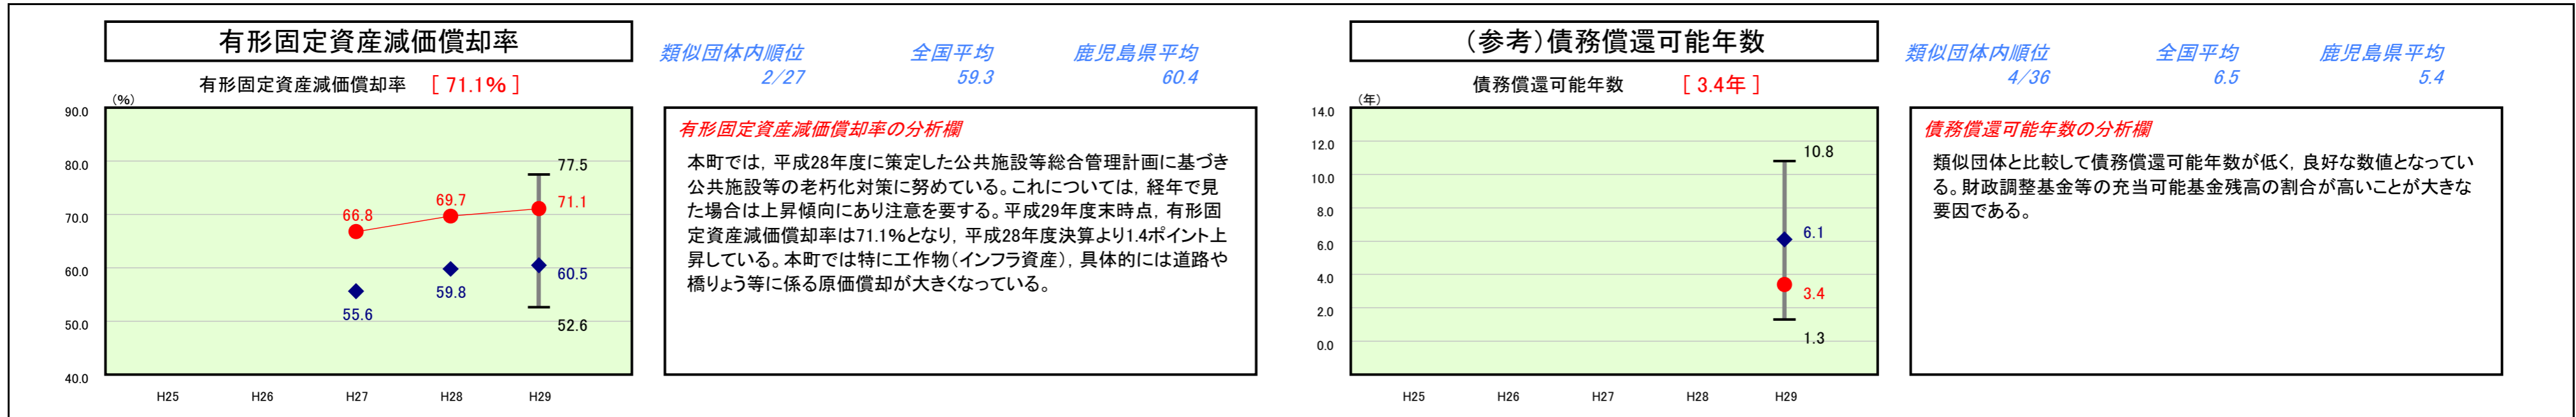 有形固定資産減価償却率
有形固定資産減価償却率 [ 71.1% ]
類似団体内順位 全国平均 鹿児島県平均
2/27 59.3 60.4
(%)
90.0
80.0
70.0
60.0
50.0
40.0
77.5
66.8 69.7 71.1
55.6 59.8 60.5
52.6
H25 H26 H27 H28 H29
有形固定資産減価償却率の分析欄
本町では，平成28年度に策定した公共施設等総合管理計画に基づき
公共施設等の老朽化対策に努めている。これについては，経年で見
た場合は上昇傾向にあり注意を要する。平成29年度末時点，有形固
定資産減価償却率は71.1%となり，平成28年度決算より1.4ポイント上
昇している。本町では特に工作物（インフラ資産），具体的には道路や
橋りょう等に係る原価償却が大きくなっている。
（参考）債務償還可能年数
債務償還可能年数 [ 3.4年 ]
類似団体内順位 全国平均 鹿児島県平均
4/36 6.5 5.4
(年)
14.0
12.0
10.0
8.0
6.0
4.0
2.0
0.0
10.8
6.1
3.4
1.3
H25 H26 H27 H28 H29
債務償還可能年数の分析欄
類似団体と比較して債務償還可能年数が低く，良好な数値となってい
る。財政調整基金等の充当可能基金残高の割合が高いことが大きな
要因である。